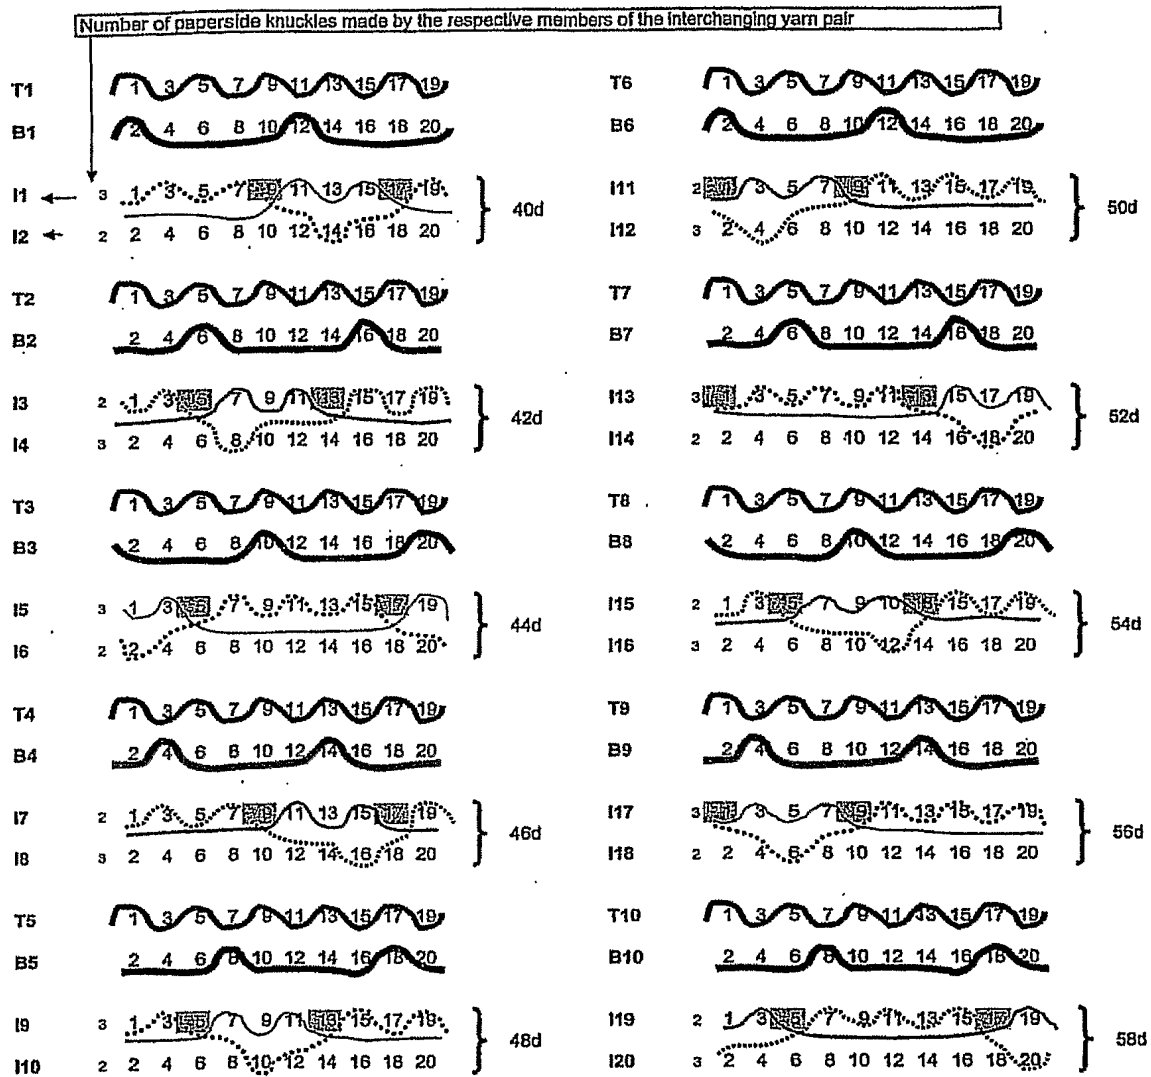 Number of paperside knuckles made by the respective members of the interchanging yarn pair
T1 1 3 5 7 9 11 13 15 17 19
B1 2 4 6 8 10 12 14 16 18 20
I1 3 1 3 5 7 11 13 15 19
40d
I2 2 2 4 6 8 10 12 14 16 18 20
T2 1 3 5 7 9 11 13 15 17 19
B2 2 4 6 8 10 12 14 16 18 20
I3 2 1 3 7 9 11 15 17 19
42d
I4 3 2 4 6 8 10 12 14 16 18 20
T3 1 3 5 7 9 11 13 15 17 19
B3 2 4 6 8 10 12 14 16 18 20
I5 3 1 3 7 9 11 13 15 19
44d
I6 2 2 4 6 8 10 12 14 16 18 20
T4 1 3 5 7 9 11 13 15 17 19
B4 2 4 6 8 10 12 14 16 18 20
I7 2 1 3 5 7 11 13 15 19
46d
I8 3 2 4 6 8 10 12 14 16 18 20
T5 1 3 5 7 9 11 13 15 17 19
B5 2 4 6 8 10 12 14 16 18 20
I9 3 1 3 7 9 11 15 17 19
48d
I10 2 2 4 6 8 10 12 14 16 18 20
T6 1 3 5 7 9 11 13 15 17 19
B6 2 4 6 8 10 12 14 16 18 20
I11 2 3 5 7 11 13 15 17 19
50d
I12 3 2 4 6 8 10 12 14 16 18 20
T7 1 3 5 7 9 11 13 15 17 19
B7 2 4 6 8 10 12 14 16 18 20
I13 3 3 5 7 9 11 15 17 19
52d
I14 2 2 4 6 8 10 12 14 16 18 20
T8 1 3 5 7 9 11 13 15 17 19
B8 2 4 6 8 10 12 14 16 18 20
I15 2 1 3 7 9 10 15 17 19
54d
I16 3 2 4 6 8 10 12 14 16 18 20
T9 1 3 5 7 9 11 13 15 17 19
B9 2 4 6 8 10 12 14 16 18 20
I17 3 3 5 7 11 13 15 17 19
56d
I18 2 2 4 6 8 10 12 14 16 18 20
T10 1 3 5 7 9 11 13 15 17 19
B10 2 4 6 8 10 12 14 16 18 20
I19 2 1 3 7 9 11 13 15 19
58d
I20 3 2 4 6 8 10 12 14 16 18 20